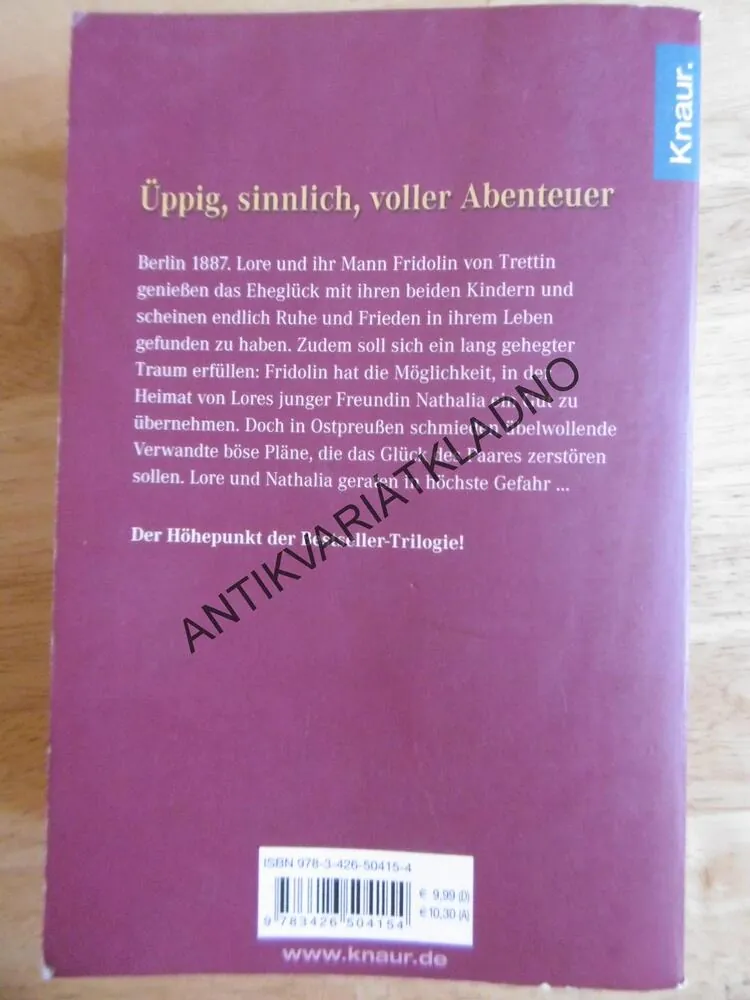 Knaur.
Üppig, sinnlich, voller Abenteuer
Berlin 1887. Lore und ihr Mann Fridolin von Trettin
genießen das Eheglück mit ihren beiden Kindern und
scheinen endlich Ruhe und Frieden in ihrem Leben
gefunden zu haben. Zudem soll sich ein lang gehegter
Traum erfüllen: Fridolin hat die Möglichkeit, in der
Heimat von Lores junger Freundin Nathalia ein Gut zu
übernehmen. Doch in Ostpreußen schmieden übelwollende
Verwandte böse Pläne, die das Glück des Paares zerstören
sollen. Lore und Nathalia geraten in höchste Gefahr ...
Der Höhepunkt der Bestseller-Trilogie!
ANTIKVARIÁTKLADNO
ISBN 978-3-426-50415-4
€ 9,99 (D)
€ 10,30 (A)
9 783426 504154
www.knaur.de